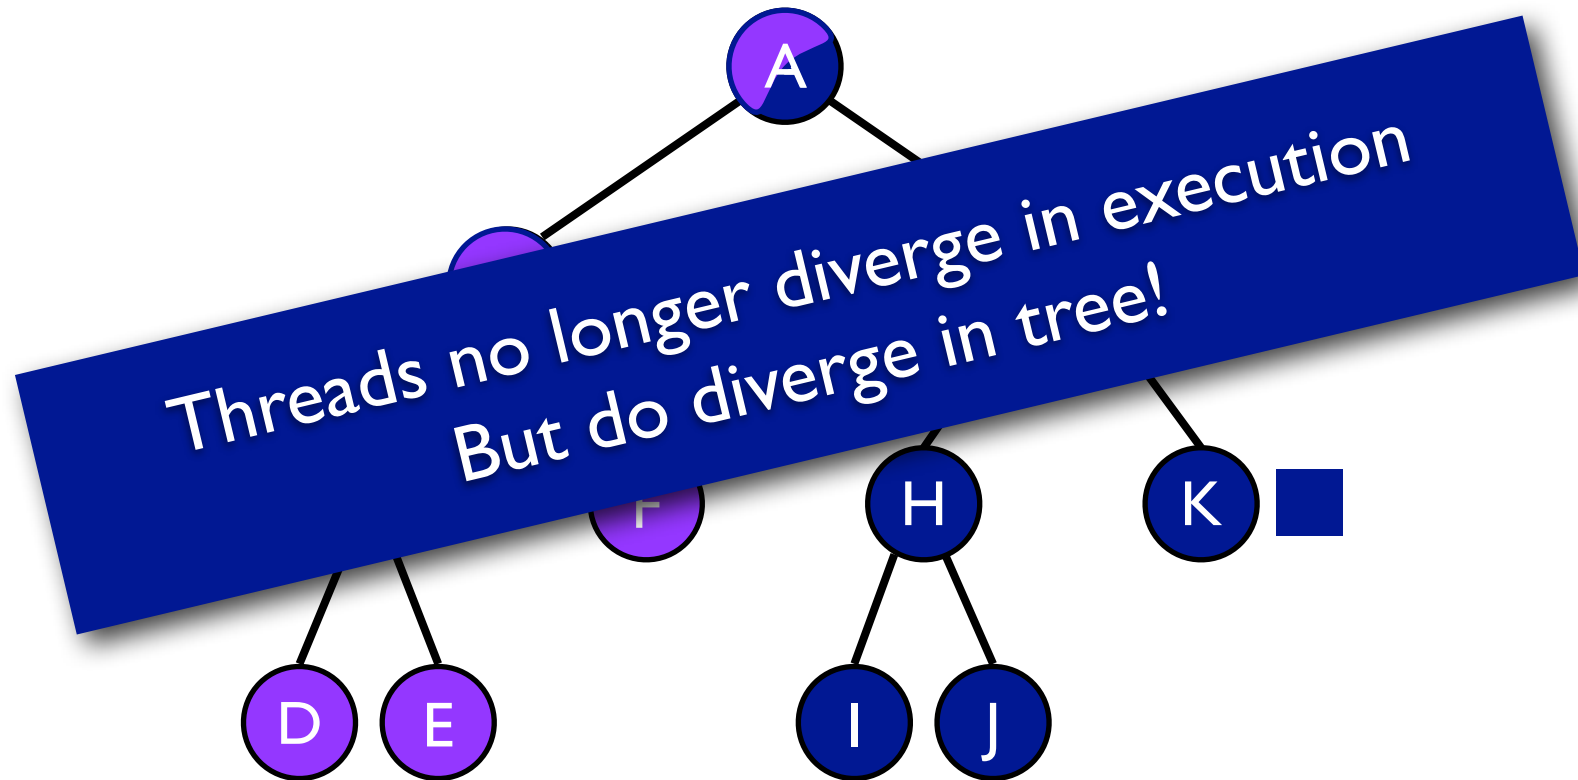 A
Threads no longer diverge in execution
But do diverge in tree!
F
H
K
D
E
I
J